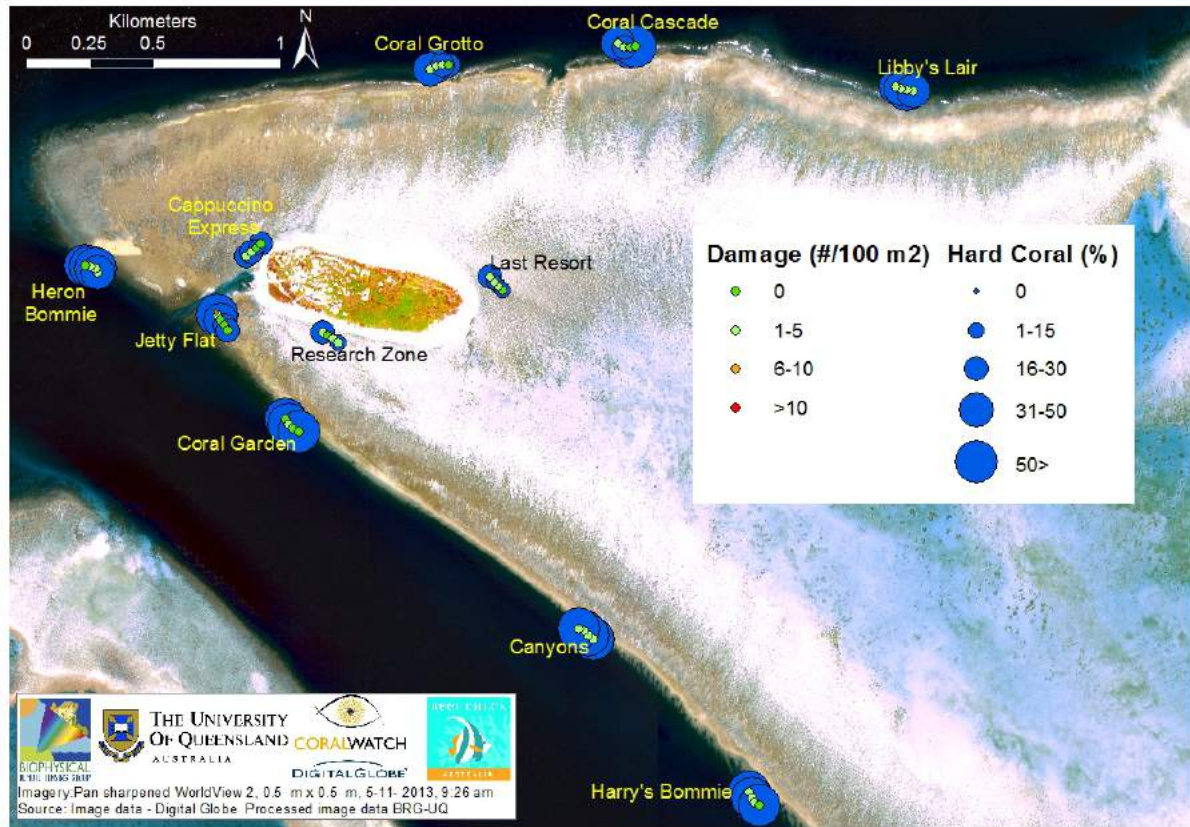 Kilometers
0 0.25 0.5 1
N
Coral Grotto
Coral Cascade
Libby's Lair
Cappuccino
Express
Last Resort
Heron
Bommie
Jetty Flat
Research Zone
Coral Garden
Canyons
Harry's Bommie
Damage (#/100 m2)
0
1-5
6-10
>10
Hard Coral (%)
0
1-15
16-30
31-50
50>
BIOPHYSICAL
GROUP
THE UNIVERSITY
OF QUEENSLAND
AUSTRALIA
CORALWATCH
DIGITALGLOBE
REEF CHECK
AUSTRALIA
Imagery:Pan sharpened WorldView 2, 0.5 m x 0.5 m, 5-11- 2013, 9:26 am
Source: Image data - Digital Globe Processed image data BRG-UQ